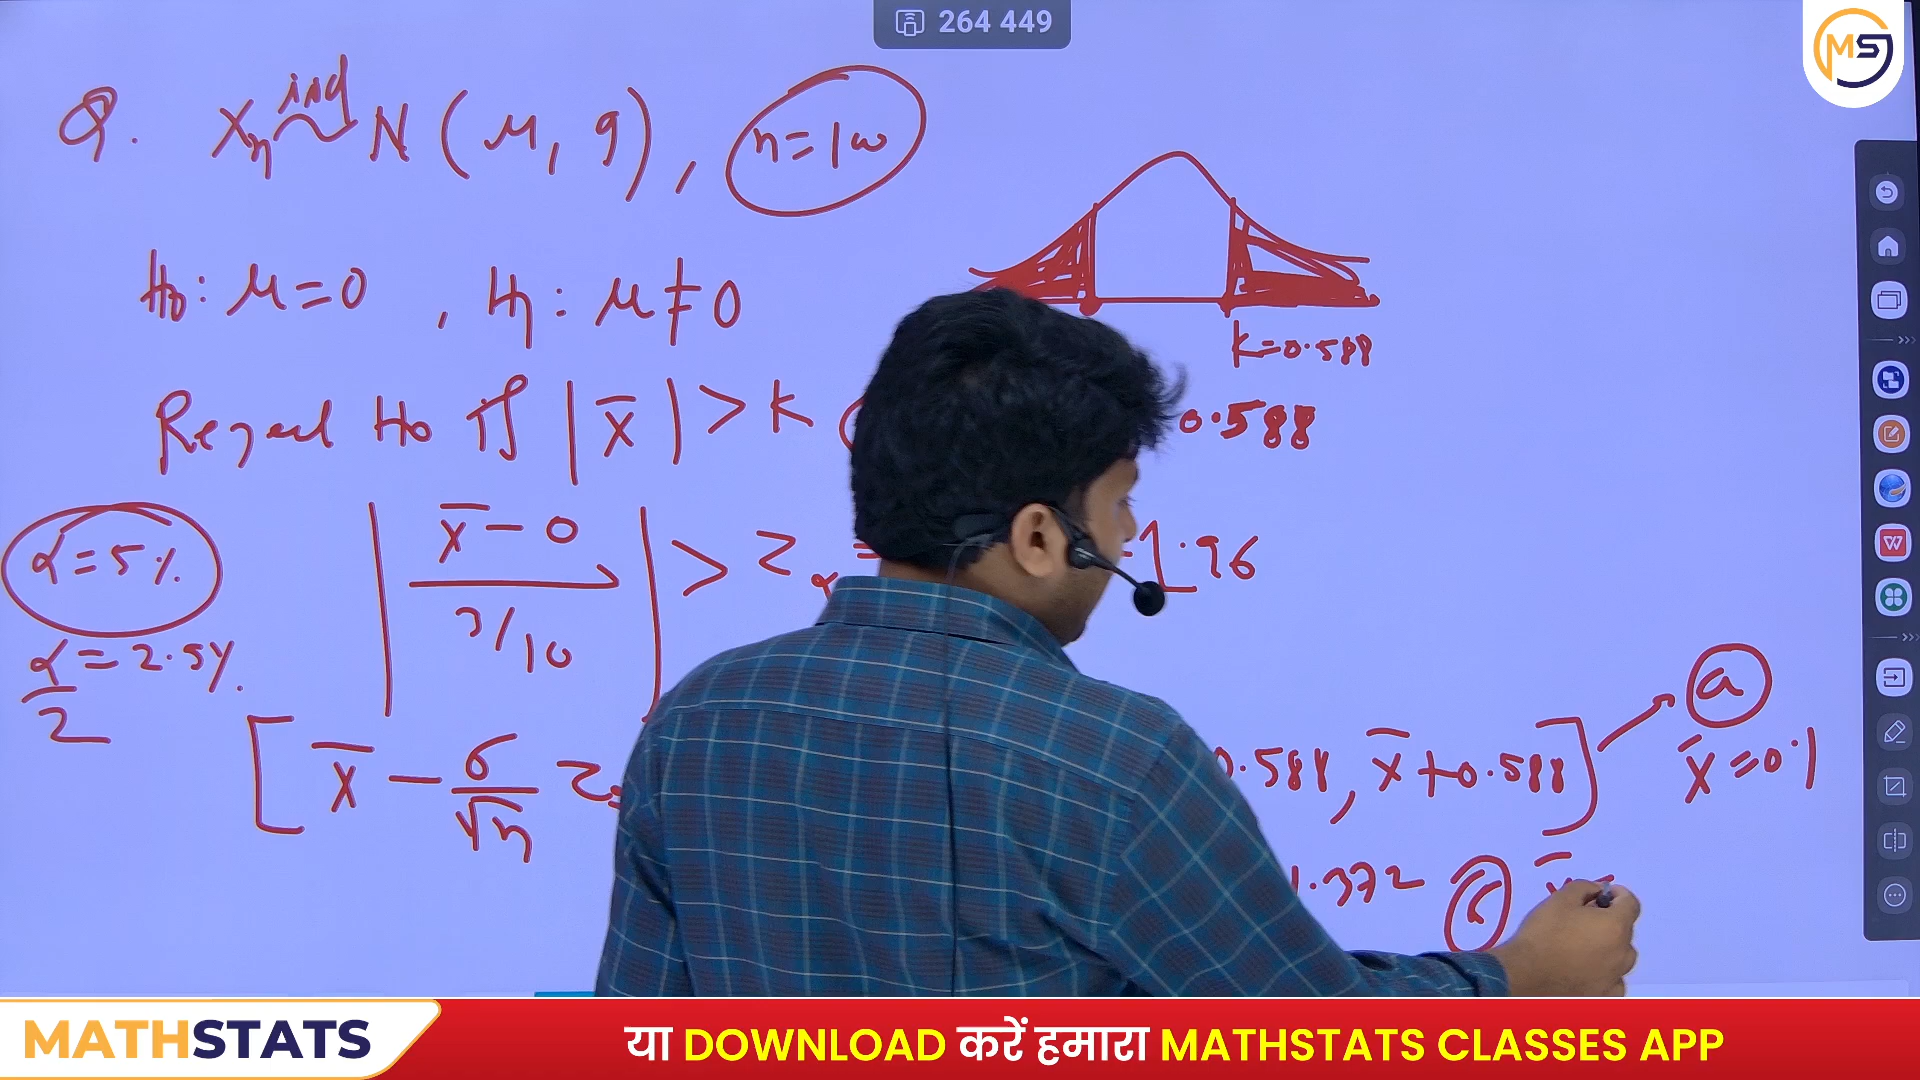 264 449
MS
Q. Xn ind ~ N (μ, 9), n=100
H0: μ=0, H1: μ≠0
k=0.588
Reject H0 if |x̄| > k
0.588
α=5%
| x̄-0 / 3/10 | > Z 1.96
α/2 = 2.5%
[ x̄ - σ/√n Z
0.588, x̄+0.588]
a
x̄=0.1
1.372
MATHSTATS
या DOWNLOAD करें हमारा MATHSTATS CLASSES APP